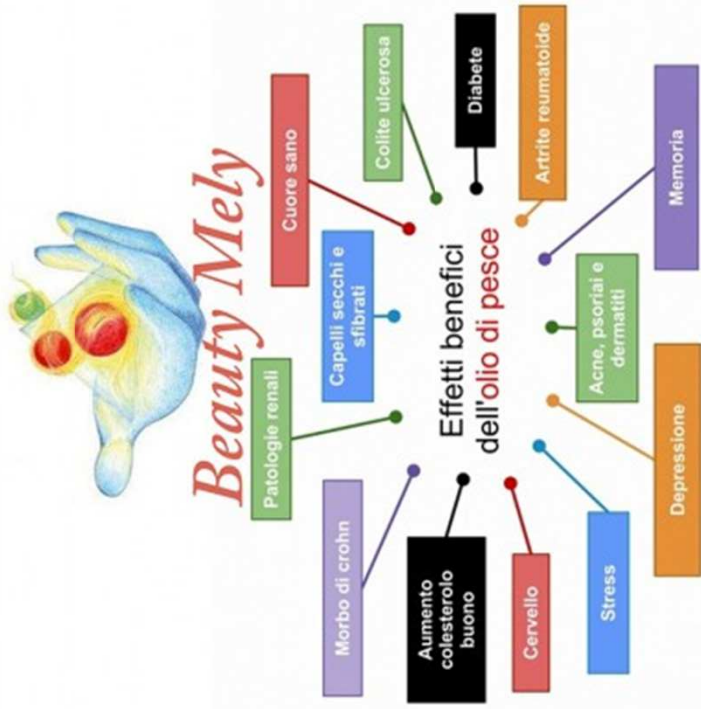 Beauty Mely
Patologie renali
Cuore sano
Capelli secchi e
sfibrati
Morbo di crohn
Colite ulcerosa
Aumento
colesterolo
buono
Effetti benefici
dell'olio di pesce
Diabete
Cervello
Artrite reumatoide
Stress
Acne, psoriai e
dermatiti
Depressione
Memoria